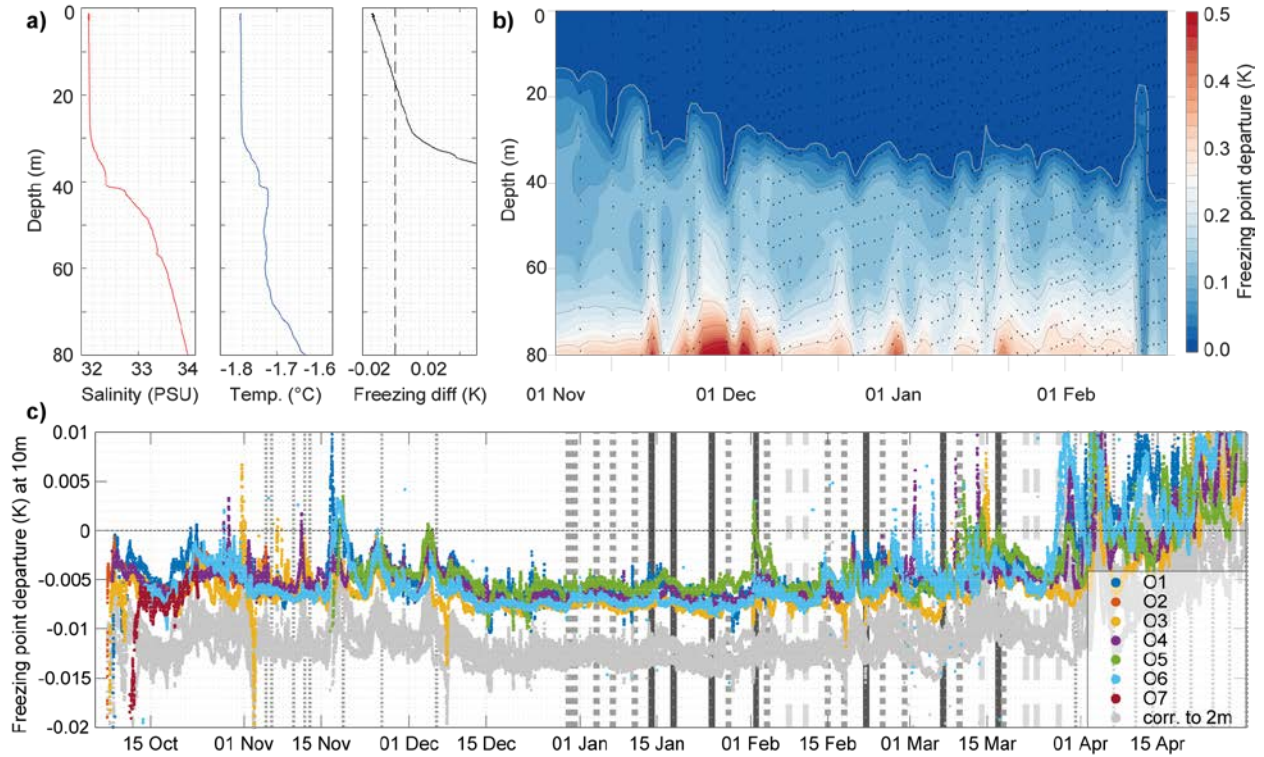 a)
0
20
40
60
80
Depth (m)
32 33 34
Salinity (PSU)
-1.8 -1.7 -1.6
Temp. (°C)
-0.02 0.02
Freezing diff (K)
b)
0
20
40
60
80
Depth (m)
01 Nov 01 Dec 01 Jan 01 Feb
0.5
0.4
0.3
0.2
0.1
0.0
Freezing point departure (K)
c)
0.01
0.005
0
-0.005
-0.01
-0.015
-0.02
Freezing point departure (K) at 10m
15 Oct 01 Nov 15 Nov 01 Dec 15 Dec 01 Jan 15 Jan 01 Feb 15 Feb 01 Mar 15 Mar 01 Apr 15 Apr
O1
O2
O3
O4
O5
O6
O7
corr. to 2m